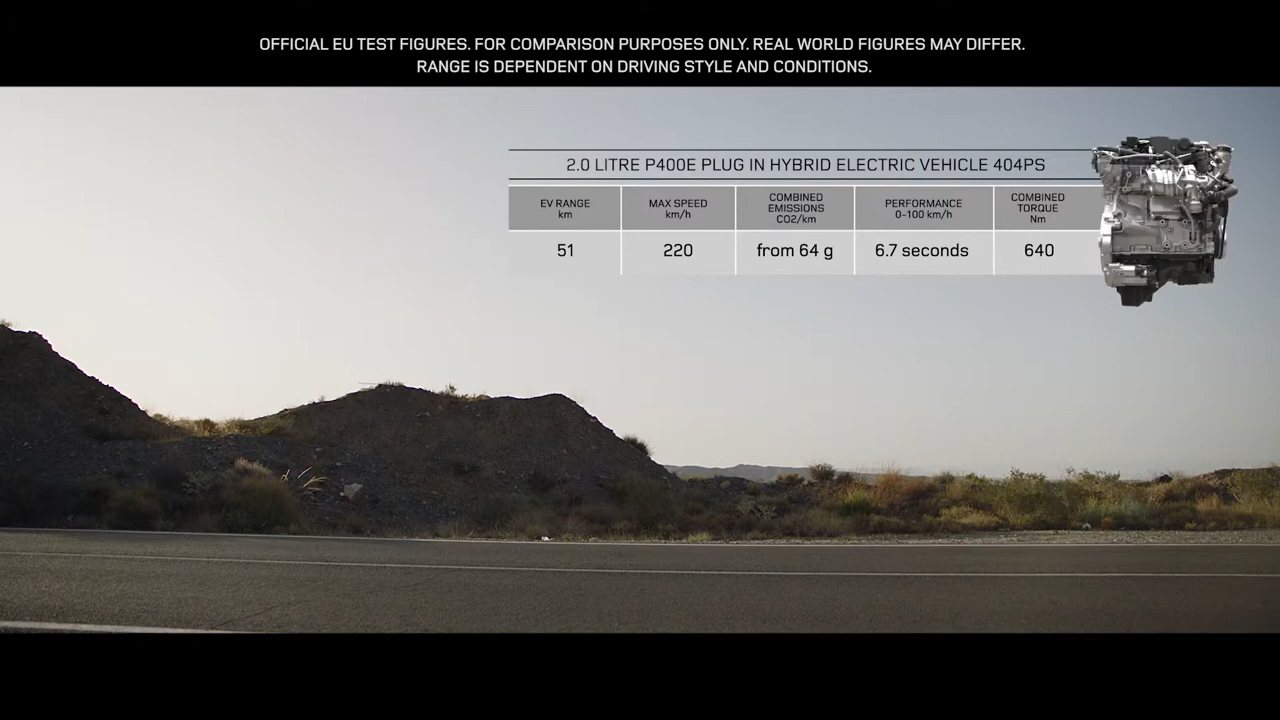 OFFICIAL EU TEST FIGURES. FOR COMPARISON PURPOSES ONLY. REAL WORLD FIGURES MAY DIFFER.
RANGE IS DEPENDENT ON DRIVING STYLE AND CONDITIONS.
2.0 LITRE P400E PLUG IN HYBRID ELECTRIC VEHICLE 404PS
EV RANGE
km
MAX SPEED
km/h
COMBINED
EMISSIONS
CO2/km
PERFORMANCE
0-100 km/h
COMBINED
TORQUE
Nm
51
220
from 64 g
6.7 seconds
640